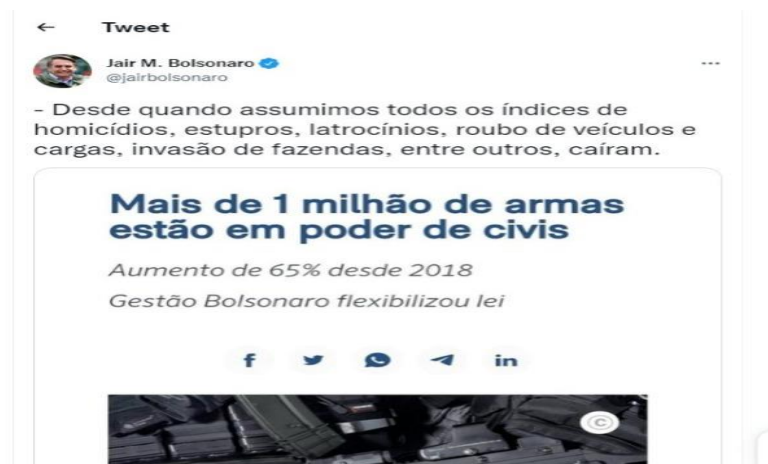 ← Tweet
Jair M. Bolsonaro
@jairbolsonaro
- Desde quando assumimos todos os índices de
homicídios, estupros, latrocínios, roubo de veículos e
cargas, invasão de fazendas, entre outros, caíram.
Mais de 1 milhão de armas
estão em poder de civis
Aumento de 65% desde 2018
Gestão Bolsonaro flexibilizou lei
©